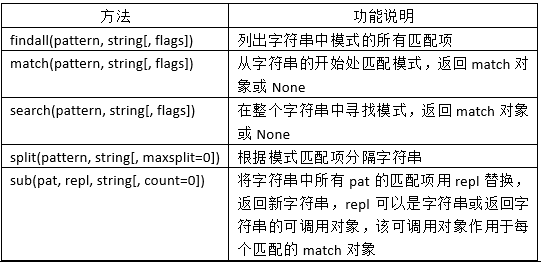 方法 功能说明
findall(pattern, string[, flags]) 列出字符串中模式的所有匹配项
match(pattern, string[, flags]) 从字符串的开始处匹配模式，返回 match 对
象或 None
search(pattern, string[, flags]) 在整个字符串中寻找模式，返回 match 对象
或 None
split(pattern, string[, maxsplit=0]) 根据模式匹配项分隔字符串
sub(pat, repl, string[, count=0]) 将字符串中所有 pat 的匹配项用 repl 替换，
返回新字符串，repl 可以是字符串或返回字
符串的可调用对象，该可调用对象作用于每
个匹配的 match 对象